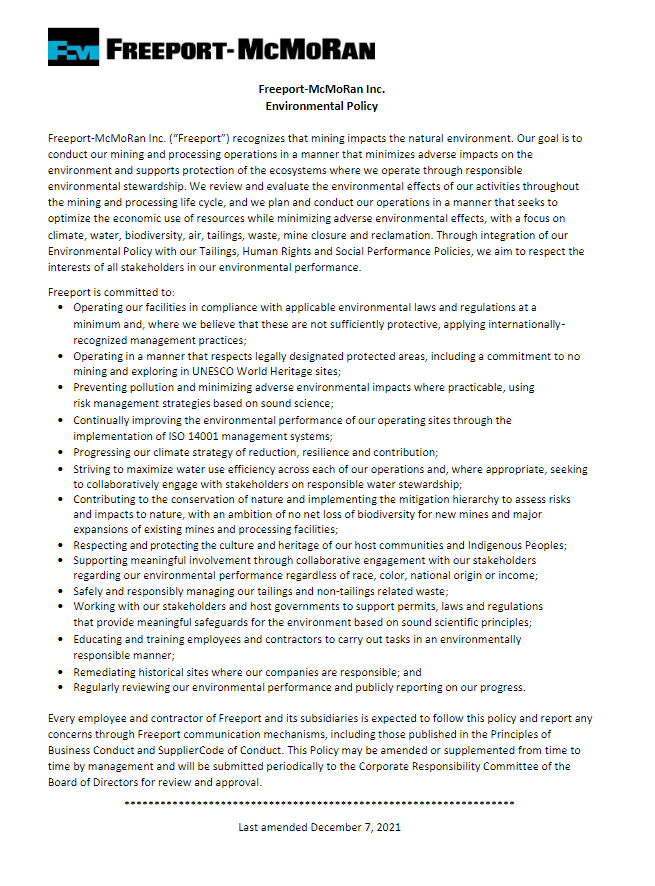 FCX FREEPORT-MCMORAN
Freeport-McMoRan Inc.
Environmental Policy
Freeport-McMoRan Inc. (“Freeport”) recognizes that mining impacts the natural environment. Our goal is to
conduct our mining and processing operations in a manner that minimizes adverse impacts on the
environment and supports protection of the ecosystems where we operate through responsible
environmental stewardship. We review and evaluate the environmental effects of our activities throughout
the mining and processing life cycle, and we plan and conduct our operations in a manner that seeks to
optimize the economic use of resources while minimizing adverse environmental effects, with a focus on
climate, water, biodiversity, air, tailings, waste, mine closure and reclamation. Through integration of our
Environmental Policy with our Tailings, Human Rights and Social Performance Policies, we aim to respect the
interests of all stakeholders in our environmental performance.
Freeport is committed to:
• Operating our facilities in compliance with applicable environmental laws and regulations at a
minimum and, where we believe that these are not sufficiently protective, applying internationally-
recognized management practices;
• Operating in a manner that respects legally designated protected areas, including a commitment to no
mining and exploring in UNESCO World Heritage sites;
• Preventing pollution and minimizing adverse environmental impacts where practicable, using
risk management strategies based on sound science;
• Continually improving the environmental performance of our operating sites through the
implementation of ISO 14001 management systems;
• Progressing our climate strategy of reduction, resilience and contribution;
• Striving to maximize water use efficiency across each of our operations and, where appropriate, seeking
to collaboratively engage with stakeholders on responsible water stewardship;
• Contributing to the conservation of nature and implementing the mitigation hierarchy to assess risks
and impacts to nature, with an ambition of no net loss of biodiversity for new mines and major
expansions of existing mines and processing facilities;
• Respecting and protecting the culture and heritage of our host communities and Indigenous Peoples;
• Supporting meaningful involvement through collaborative engagement with our stakeholders
regarding our environmental performance regardless of race, color, national origin or income;
• Safely and responsibly managing our tailings and non-tailings related waste;
• Working with our stakeholders and host governments to support permits, laws and regulations
that provide meaningful safeguards for the environment based on sound scientific principles;
• Educating and training employees and contractors to carry out tasks in an environmentally
responsible manner;
• Remediating historical sites where our companies are responsible; and
• Regularly reviewing our environmental performance and publicly reporting on our progress.
Every employee and contractor of Freeport and its subsidiaries is expected to follow this policy and report any
concerns through Freeport communication mechanisms, including those published in the Principles of
Business Conduct and SupplierCode of Conduct. This Policy may be amended or supplemented from time to
time by management and will be submitted periodically to the Corporate Responsibility Committee of the
Board of Directors for review and approval.
*****************************************************************
Last amended December 7, 2021